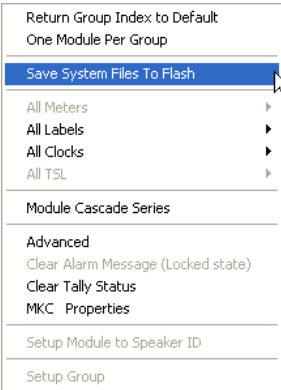 Return Group Index to Default
One Module Per Group
Save System Files To Flash
All Meters
All Labels
All Clocks
All TSL
Module Cascade Series
Advanced
Clear Alarm Message (Locked state)
Clear Tally Status
MKC   Properties
Setup Module to Speaker ID
Setup Group